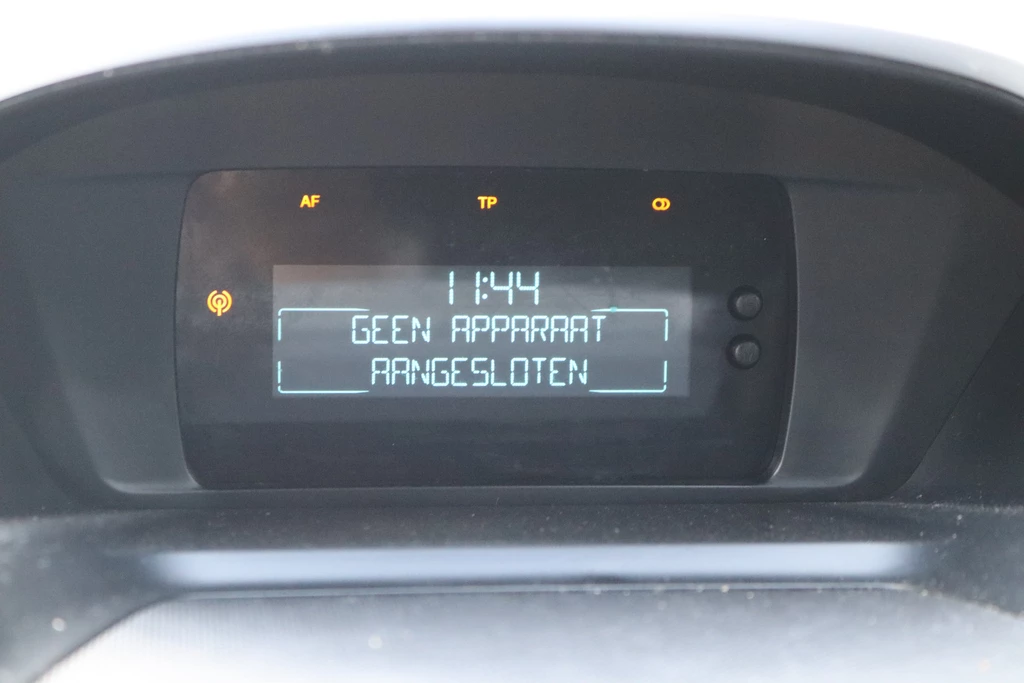 AF TP
11:44
GEEN APPARAAT
AANGESLOTEN